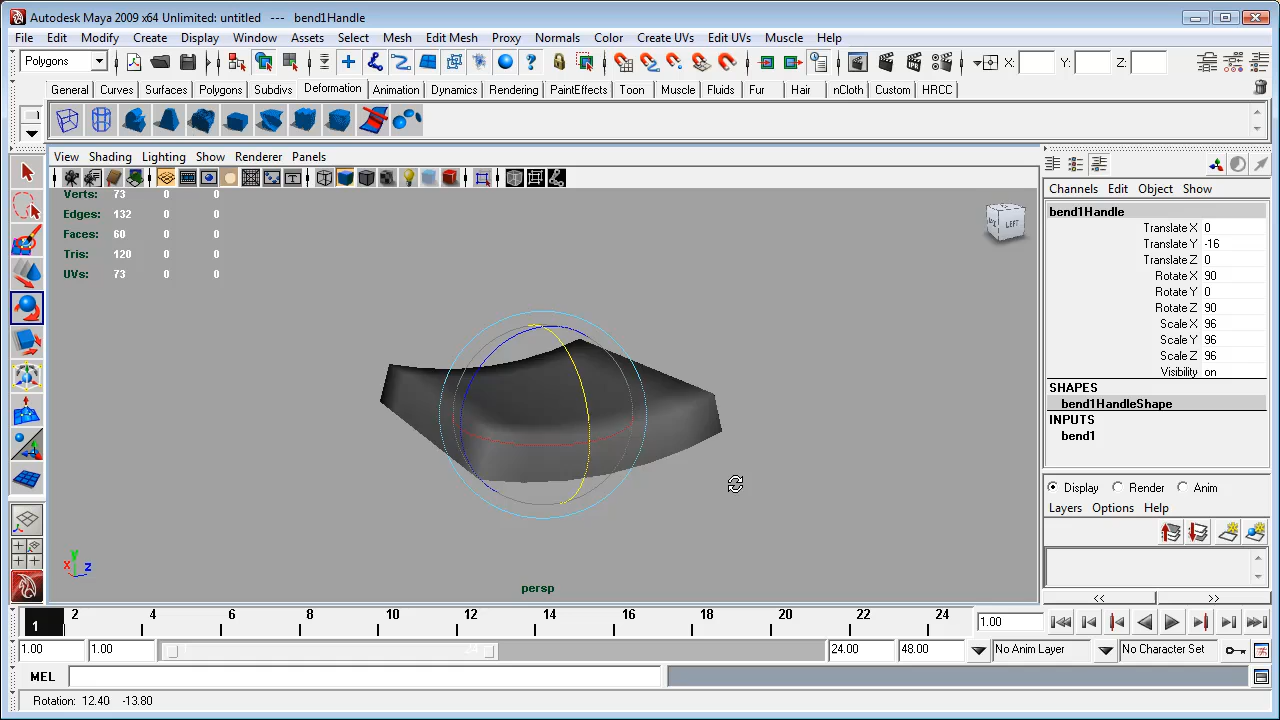 Autodesk Maya 2009 x64 Unlimited: untitled --- bend1Handle
File Edit Modify Create Display Window Assets Select Mesh Edit Mesh Proxy Normals Color Create UVs Edit UVs Muscle Help
Polygons X: Y: Z:
General Curves Surfaces Polygons Subdivs Deformation Animation Dynamics Rendering PaintEffects Toon Muscle Fluids Fur Hair nCloth Custom HRCC
View Shading Lighting Show Renderer Panels
Verts: 73 0 0
Edges: 132 0 0
Faces: 60 0 0
Tris: 120 0 0
UVs: 73 0 0
LEFT
Channels Edit Object Show
bend1Handle
Translate X 0
Translate Y -16
Translate Z 0
Rotate X 90
Rotate Y 0
Rotate Z 90
Scale X 96
Scale Y 96
Scale Z 96
Visibility on
SHAPES
bend1HandleShape
INPUTS
bend1
Display Render Anim
Layers Options Help
y
x z
persp
<< >>
1 2 4 6 8 10 12 14 16 18 20 22 24 1.00
1.00 1.00 1 24 24.00 48.00 No Anim Layer No Character Set
MEL
Rotation: 12.40 -13.80